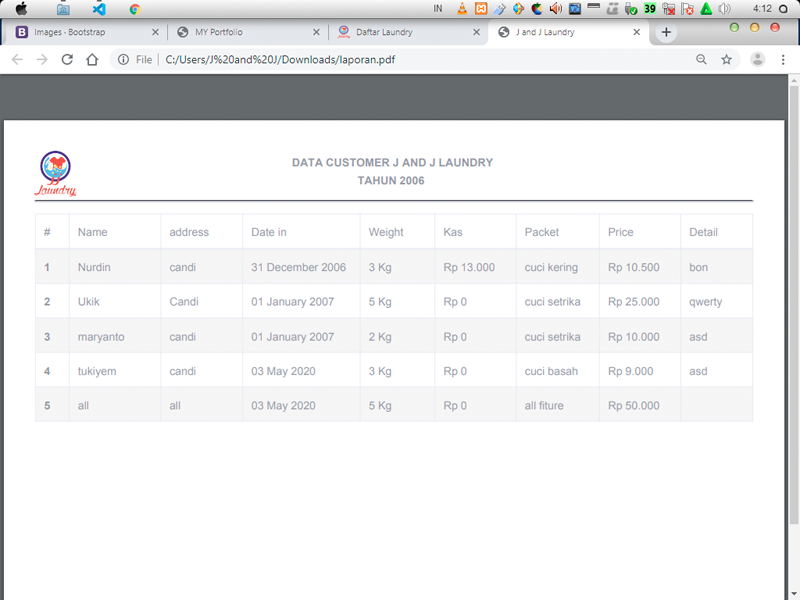 IN 39 4:12
Images · Bootstrap MY Portfolio Daftar Laundry J and J Laundry
File C:/Users/J%20and%20J/Downloads/laporan.pdf
DATA CUSTOMER J AND J LAUNDRY
TAHUN 2006
Jaundry
# Name address Date in Weight Kas Packet Price Detail
1 Nurdin candi 31 December 2006 3 Kg Rp 13.000 cuci kering Rp 10.500 bon
2 Ukik Candi 01 January 2007 5 Kg Rp 0 cuci setrika Rp 25.000 qwerty
3 maryanto candi 01 January 2007 2 Kg Rp 0 cuci setrika Rp 10.000 asd
4 tukiyem candi 03 May 2020 3 Kg Rp 0 cuci basah Rp 9.000 asd
5 all all 03 May 2020 5 Kg Rp 0 all fiture Rp 50.000